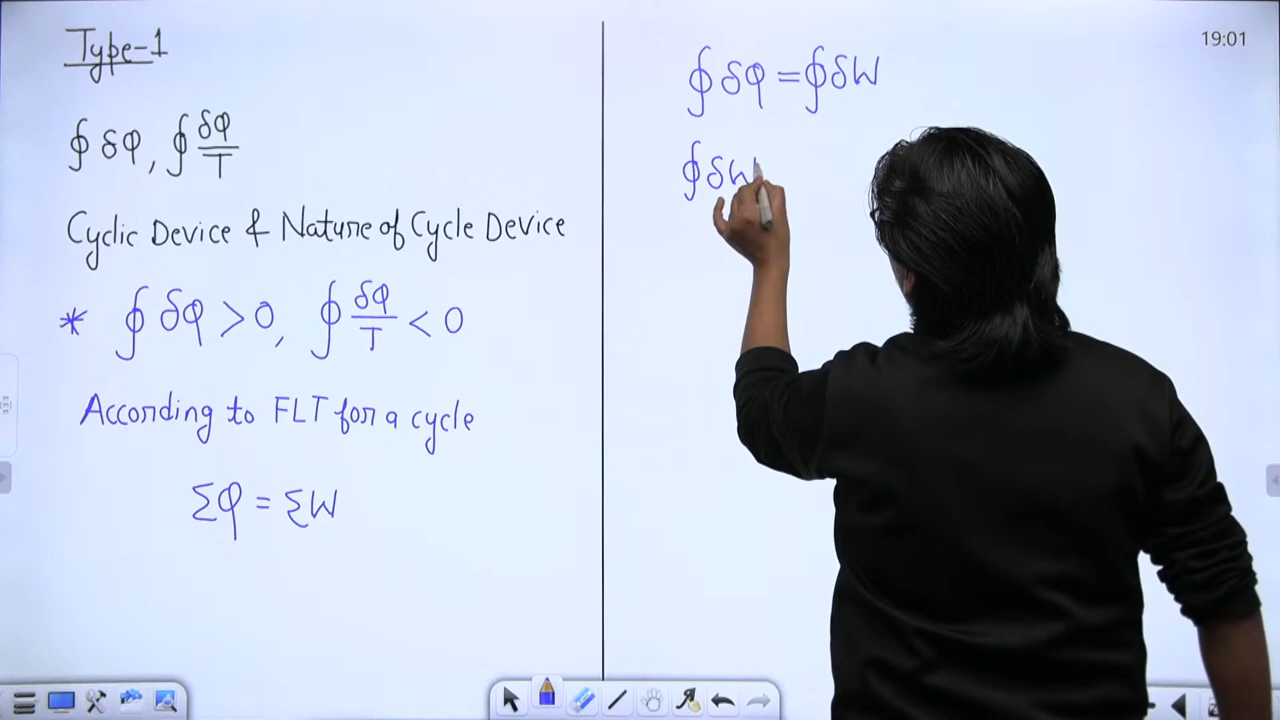 Type-1
∮ δQ, ∮ δQ/T
Cyclic Device & Nature of Cycle Device
* ∮ δQ > 0, ∮ δQ/T < 0
According to FLT for a cycle
ΣQ = ΣW
19:01
∮ δQ = ∮ δW
∮ δW